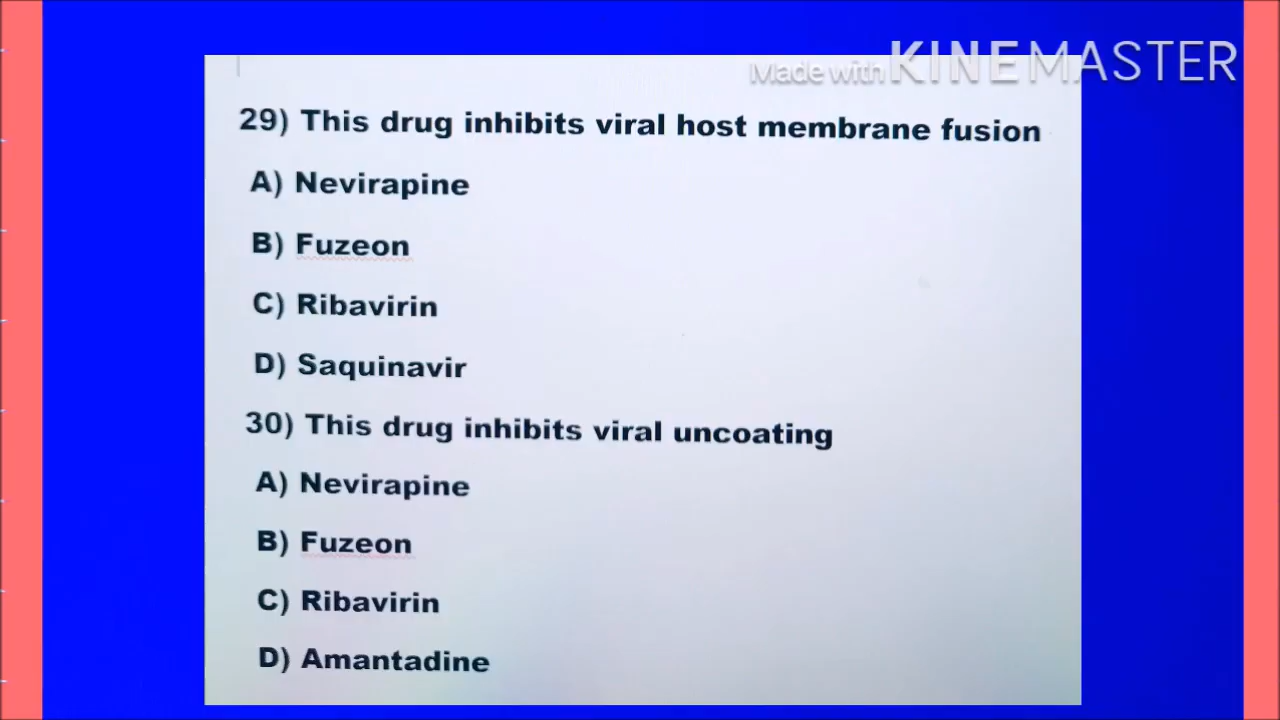 Made with KINEMASTER
29) This drug inhibits viral host membrane fusion
A) Nevirapine
B) Fuzeon
C) Ribavirin
D) Saquinavir
30) This drug inhibits viral uncoating
A) Nevirapine
B) Fuzeon
C) Ribavirin
D) Amantadine